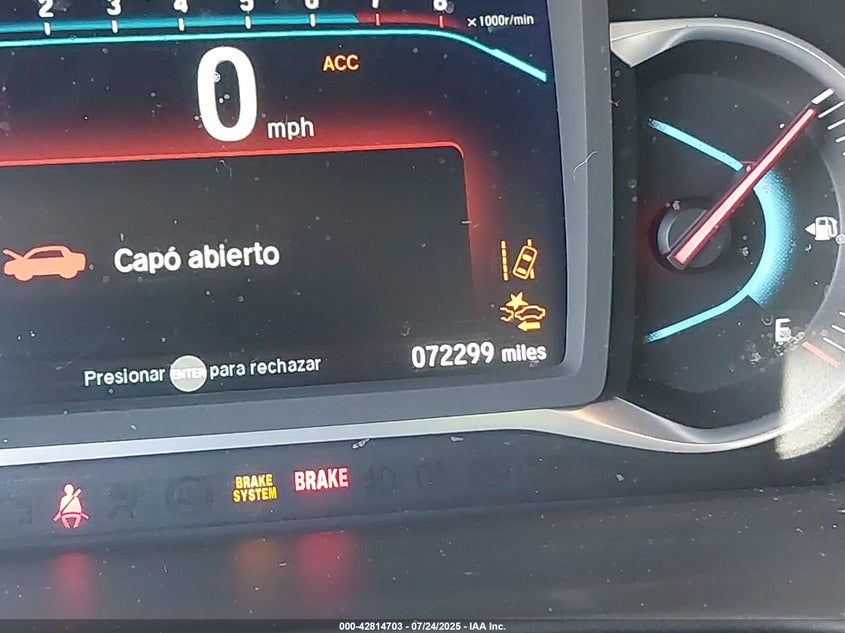 2 3 4 5 6 7 8 ×1000r/min
ACC
0 mph
Capó abierto
072299 miles
Presionar ENTER para rechazar
E
BRAKE SYSTEM
BRAKE
000-42814703 - 07/24/2025 - IAA Inc.